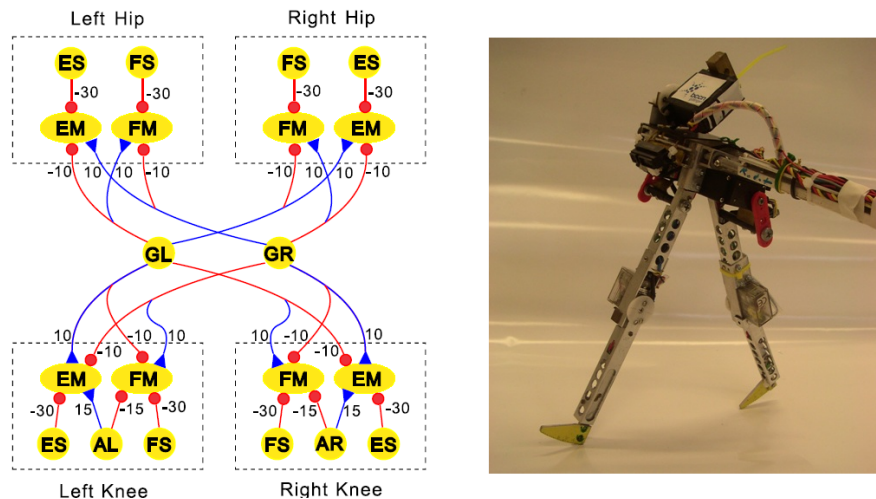 Left Hip Right Hip
ES FS FS ES
-30 -30 -30 -30
EM FM FM EM
-10 10 10 -10 -10 10 10 -10
GL GR
10 -10 -10 10 10 -10 -10 10
EM FM FM EM
-30 15 -15 -30 -30 -15 15 -30
ES AL FS FS AR ES
Left Knee Right Knee